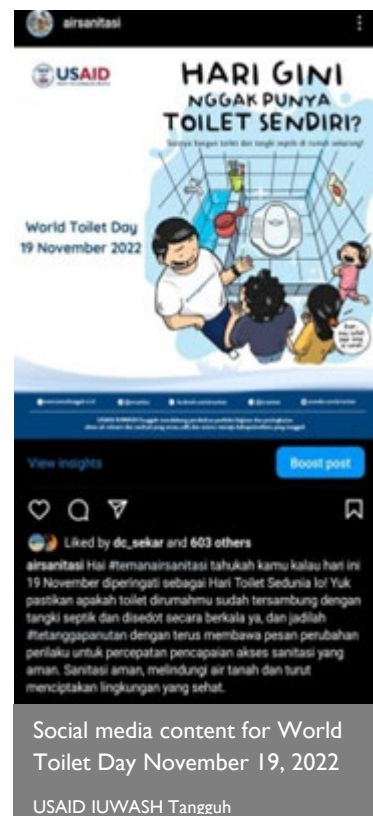 airsanitasi
USAID
HARI GINI
NGGAK PUNYA
TOILET SENDIRI?
World Toilet Day
19 November 2022
View insights
Boost post
Liked by dc_sekar and 603 others
airsanitasi Hai #temanairsanitasi tahukah kamu kalau hari ini
19 November diperingati sebagai Hari Toilet Sedunia lo! Yuk
pastikan apakah toilet dirumahmu sudah tersambung dengan
tangki septik dan disedot secara berkala ya, dan jadilah
#tetanggapanutan dengan terus membawa pesan perubahan
perilaku untuk percepatan pencapaian akses sanitasi yang
aman. Sanitasi aman, melindungi air tanah dan turut
menciptakan lingkungan yang sehat.
Social media content for World
Toilet Day November 19, 2022
USAID IUWASH Tangguh